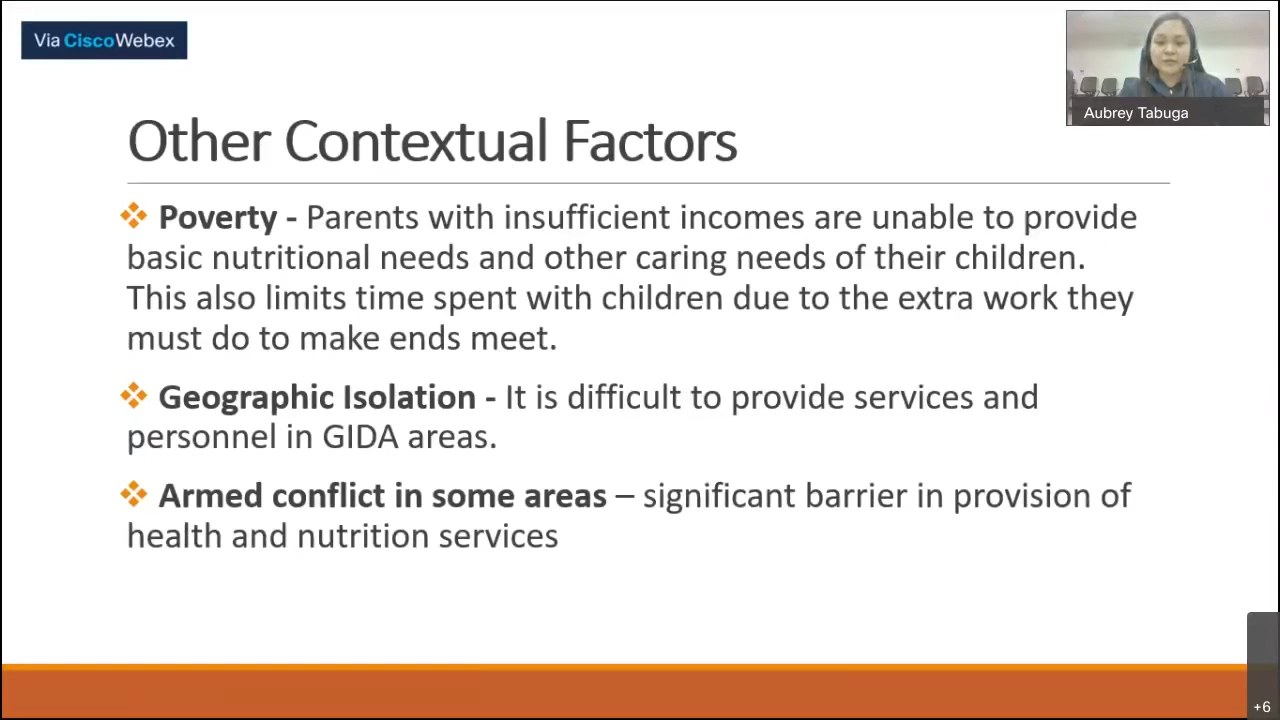 Via CiscoWebex
Aubrey Tabuga
Other Contextual Factors
Poverty - Parents with insufficient incomes are unable to provide
basic nutritional needs and other caring needs of their children.
This also limits time spent with children due to the extra work they
must do to make ends meet.
Geographic Isolation - It is difficult to provide services and
personnel in GIDA areas.
Armed conflict in some areas – significant barrier in provision of
health and nutrition services
+6